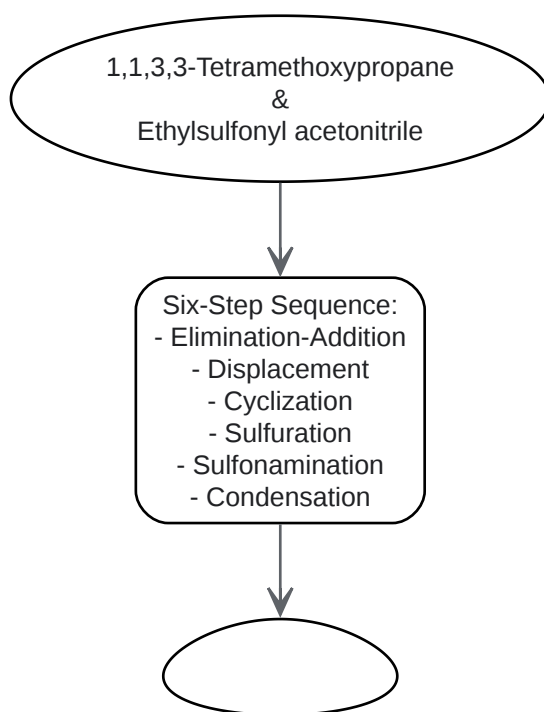 1,1,3,3-Tetramethoxypropane
&
Ethylsulfonyl acetonitrile
Six-Step Sequence:
- Elimination-Addition
- Displacement
- Cyclization
- Sulfuration
- Sulfonamination
- Condensation